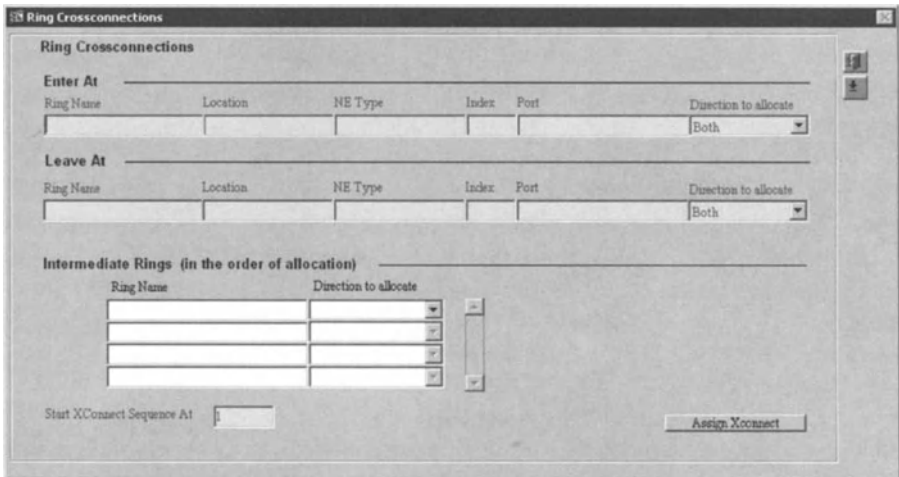 Ring Crossconnections
Ring Crossconnections
Enter At
Ring Name Location NE Type Index Port Direction to allocate
Both
Leave At
Ring Name Location NE Type Index Port Direction to allocate
Both
Intermediate Rings (in the order of allocation)
Ring Name Direction to allocate
Start XConnect Sequence At 1
Assign Xconnect